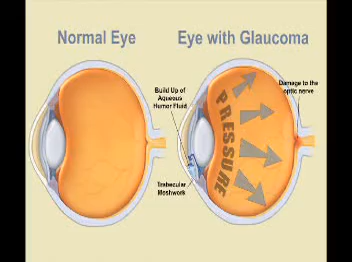 Normal Eye
Eye with Glaucoma
Build Up of
Aqueous
Humor Fluid
Damage to the
optic nerve
PRESSURE
Trabecular
Meshwork